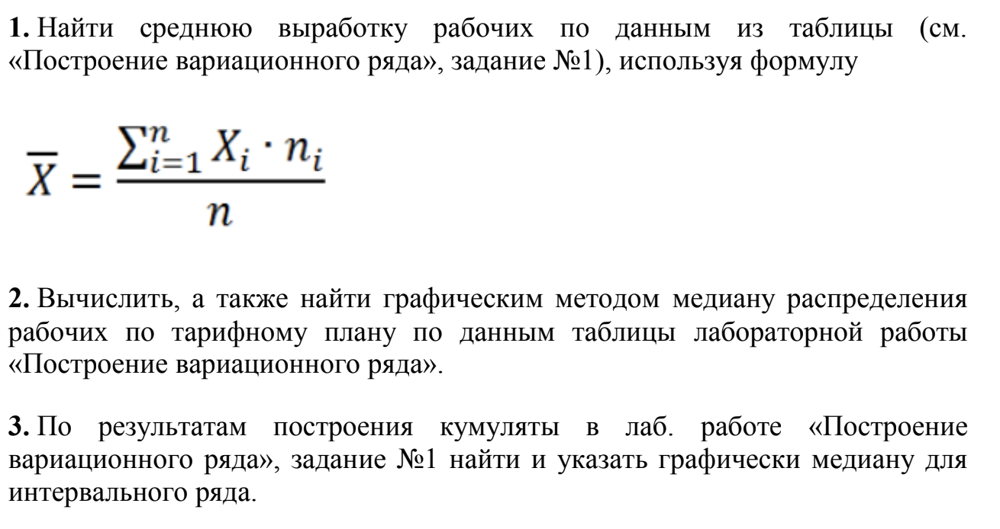 1. Найти среднюю выработку рабочих по данным из таблицы (см.
«Построение вариационного ряда», задание №1), используя формулу
X̅ = \frac{∑_{i=1}^{n} X_i · n_i}{n}
2. Вычислить, а также найти графическим методом медиану распределения
рабочих по тарифному плану по данным таблицы лабораторной работы
«Построение вариационного ряда».
3. По результатам построения кумуляты в лаб. работе «Построение
вариационного ряда», задание №1 найти и указать графически медиану для
интервального ряда.